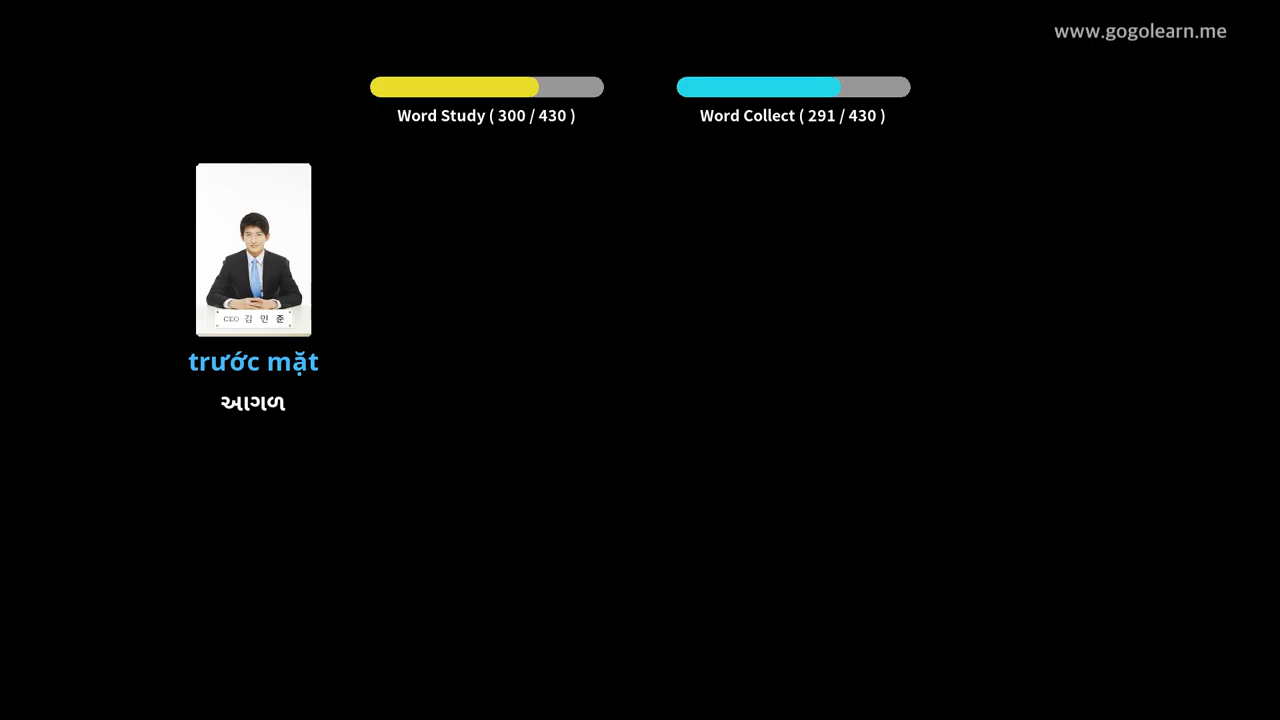 www.gogolearn.me
Word Study ( 300 / 430 )
Word Collect ( 291 / 430 )
CEO 김 민 준
trước mặt
આગળ